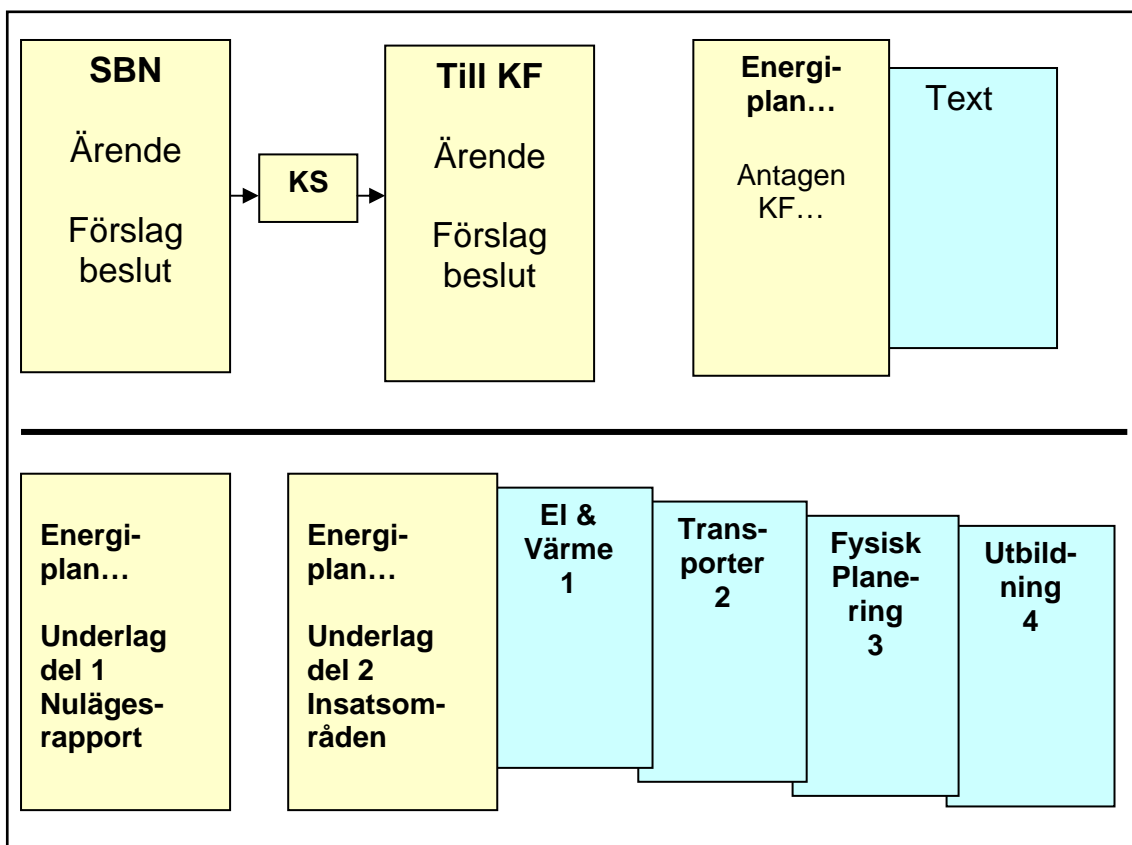 SBN
Ärende
Förslag
beslut
KS
Till KF
Ärende
Förslag
beslut
Energi-
plan…
Antagen
KF…
Text
Energi-
plan…
Underlag
del 1
Nuläges-
rapport
Energi-
plan…
Underlag
del 2
Insatsom-
råden
El &
Värme
1
Trans-
porter
2
Fysisk
Plane-
ring
3
Utbild-
ning
4